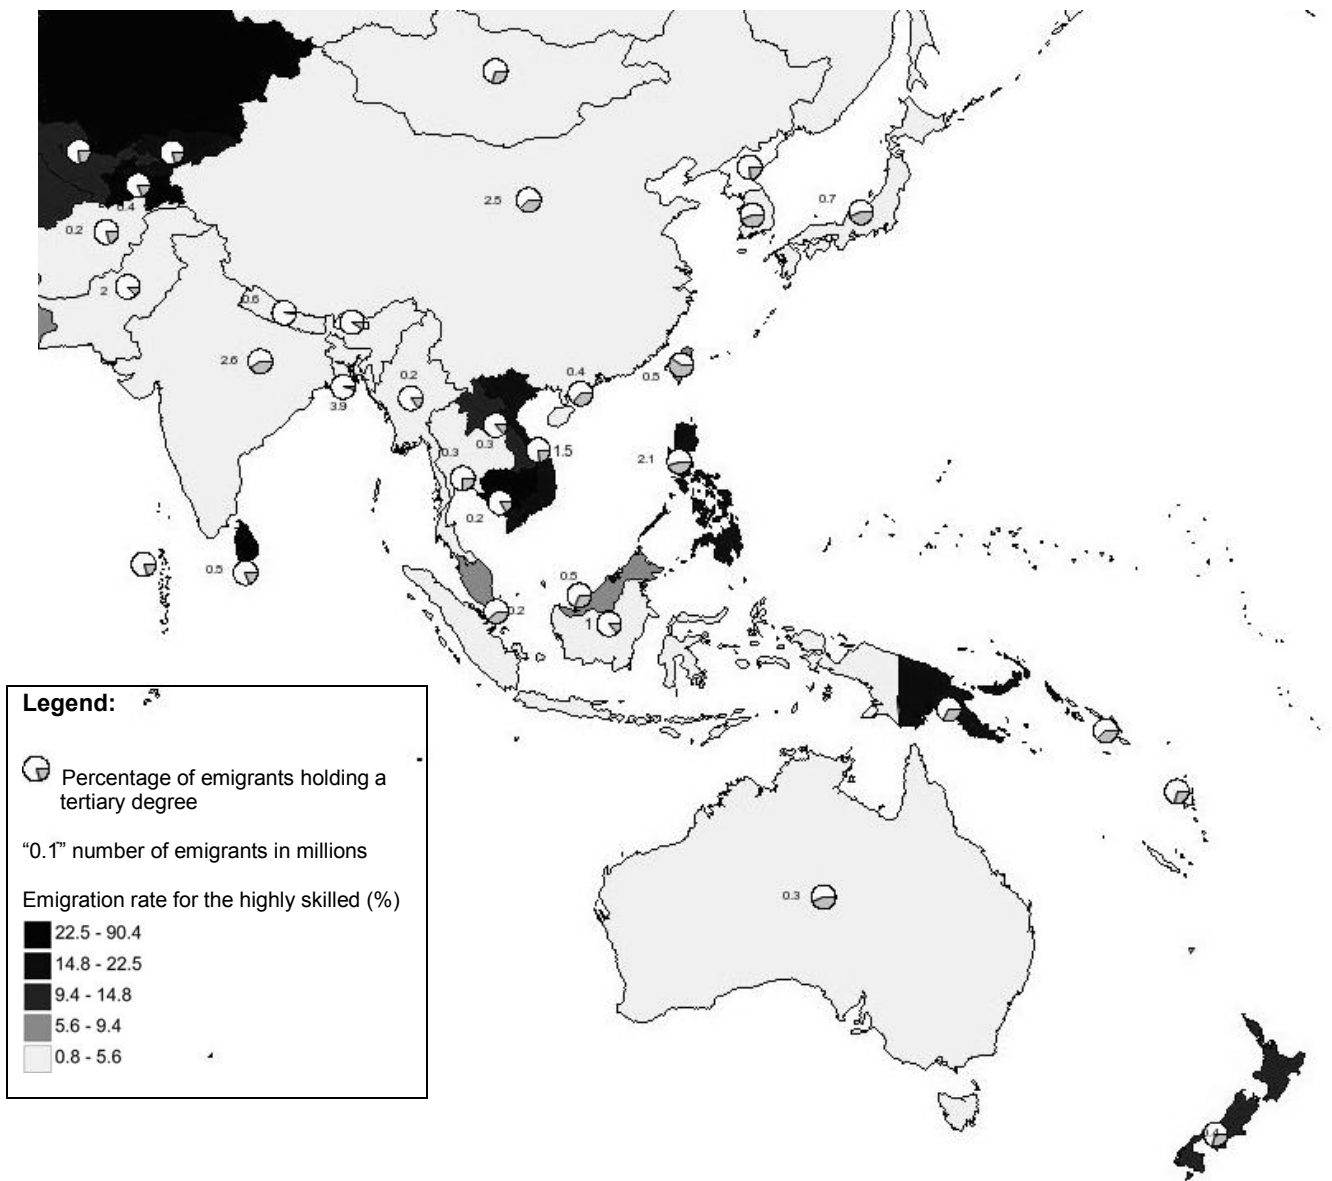 2.5
0.7
0.4
0.2
2
0.6
2.6
3.9
0.2
0.4
0.5
0.3
0.3
1.5
2.1
0.2
0.5
0.5
0.2
1
Legend:
Percentage of emigrants holding a
tertiary degree
“0.1” number of emigrants in millions
Emigration rate for the highly skilled (%)
22.5 - 90.4
14.8 - 22.5
9.4 - 14.8
5.6 - 9.4
0.8 - 5.6
0.3
0.4